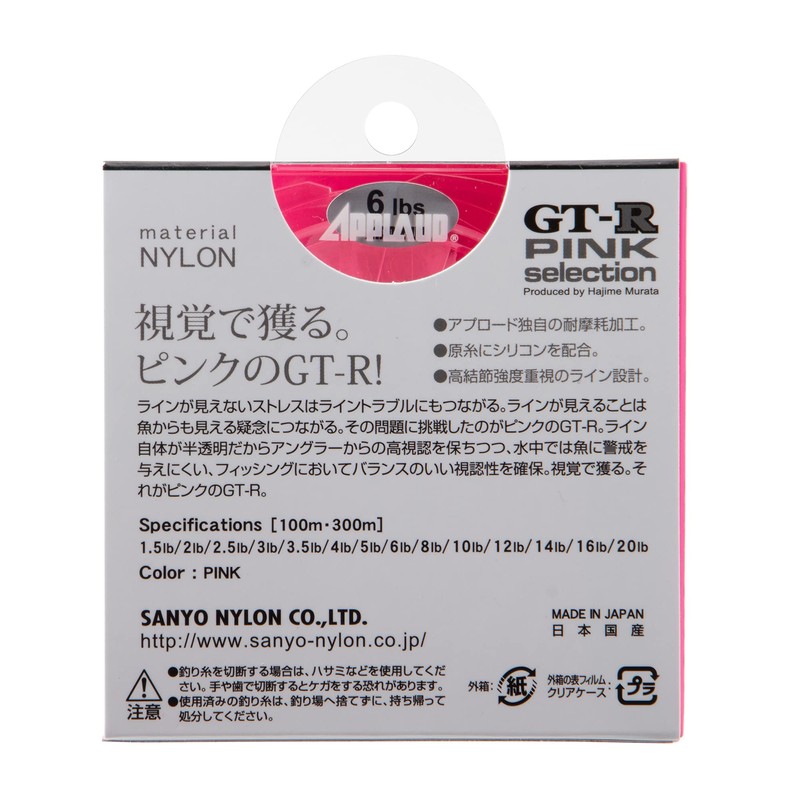 6 lbs
APPLAUD®
material
NYLON
GT-R
PINK
selection
Produced by Hajime Murata
視覚で獲る。
ピンクのGT-R!
●アプロード独自の耐摩耗加工。
●原糸にシリコンを配合。
●高結節強度重視のライン設計。
ラインが見えないストレスはライントラブルにもつながる。ラインが見えることは
魚からも見える疑念につながる。その問題に挑戦したのがピンクのGT-R。ライン
自体が半透明だからアングラーからの高視認を保ちつつ、水中では魚に警戒を
与えにくい、フィッシングにおいてバランスのいい視認性を確保。視覚で獲る。そ
れがピンクのGT-R。
Specifications [100m・300m]
1.5lb/2lb/2.5lb/3lb/3.5lb/4lb/5lb/6lb/8lb/10lb/12lb/14lb/16lb/20lb
Color : PINK
SANYO NYLON CO.,LTD.
http://www.sanyo-nylon.co.jp/
MADE IN JAPAN
日本国産
注意
●釣り糸を切断する場合は、ハサミなどを使用してくだ
さい。手や歯で切断するとケガをする恐れがあります。
●使用済みの釣り糸は、釣り場へ捨てずに、持ち帰って
処分してください。
外箱:
紙
外箱の表フィルム、
クリアケース:
プラ